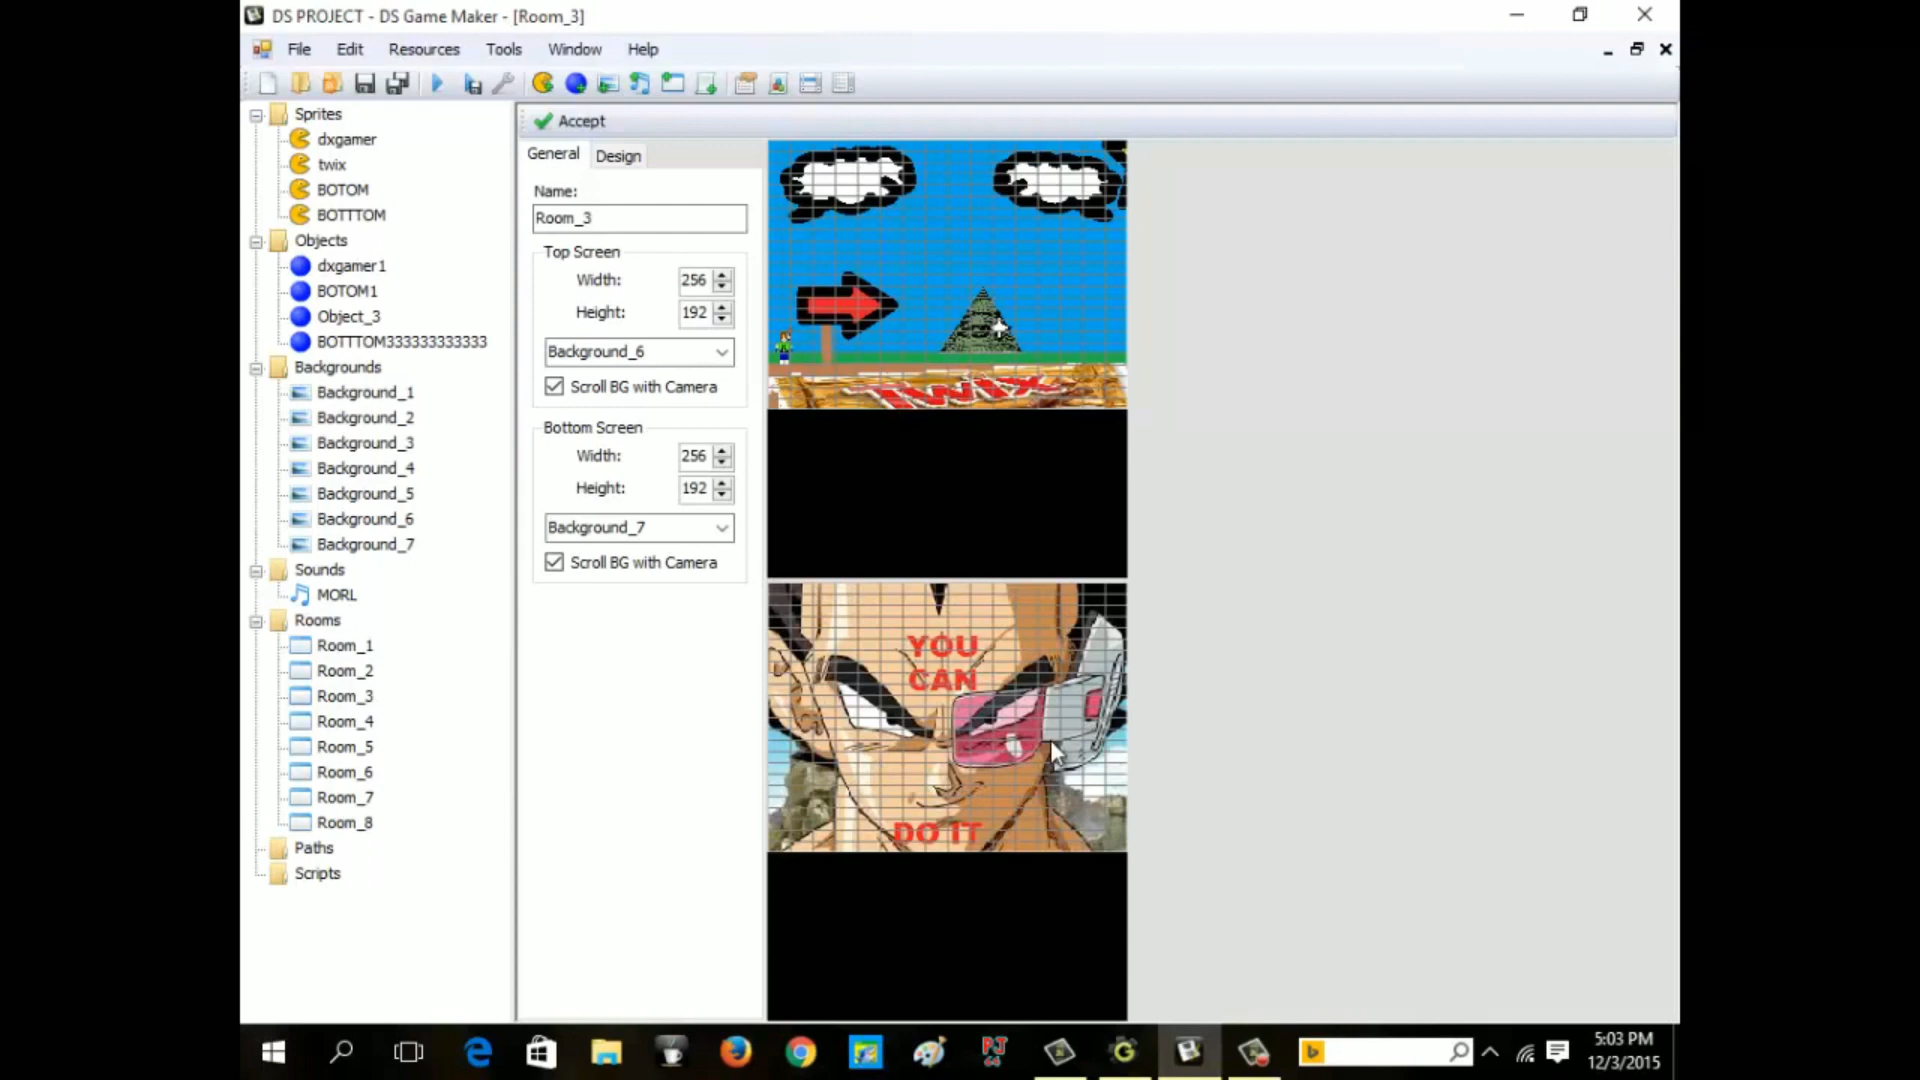 DS PROJECT - DS Game Maker - [Room_3]
File Edit Resources Tools Window Help
Sprites
dxgamer
twix
BOTOM
BOTTTOM
Objects
dxgamer1
BOTOM1
Object_3
BOTTTOM333333333333
Backgrounds
Background_1
Background_2
Background_3
Background_4
Background_5
Background_6
Background_7
Sounds
MORL
Rooms
Room_1
Room_2
Room_3
Room_4
Room_5
Room_6
Room_7
Room_8
Paths
Scripts
Accept
General Design
Name:
Room_3
Top Screen
Width: 256
Height: 192
Background_6
Scroll BG with Camera
Bottom Screen
Width: 256
Height: 192
Background_7
Scroll BG with Camera
TWIX
YOU
CAN
DO IT
PJ
64
5:03 PM
12/3/2015